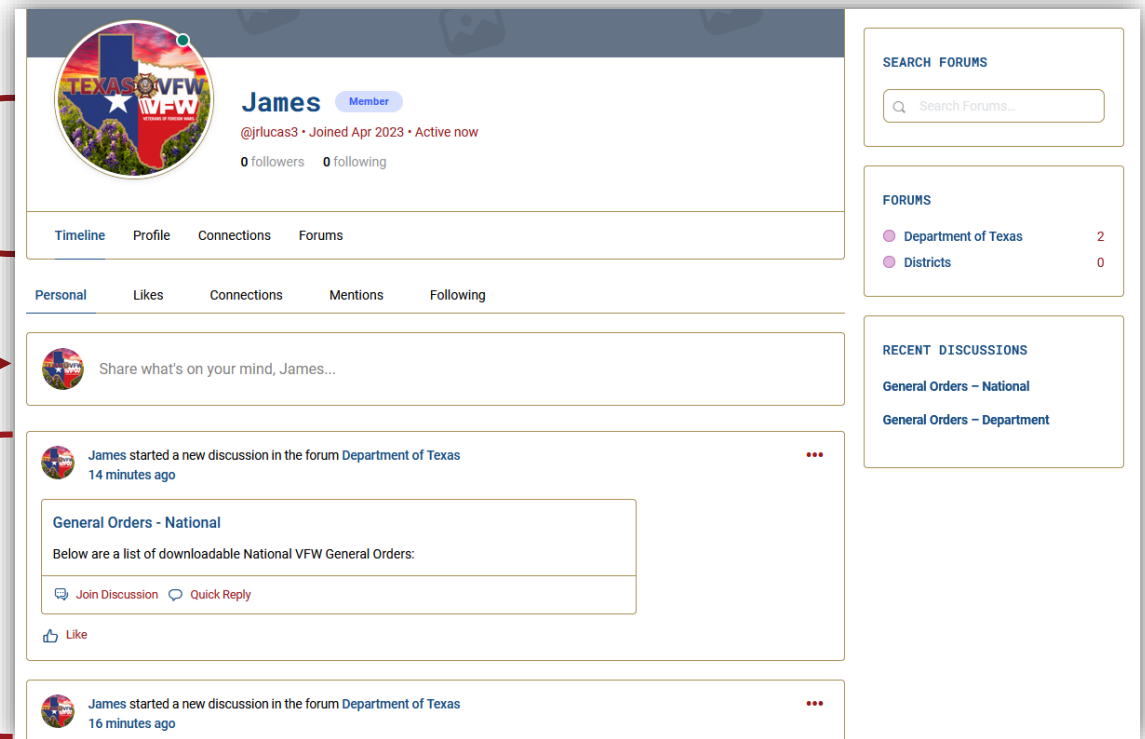 TEXAS VFW
VFW
VETERANS OF FOREIGN WARS
James Member
@jrlucas3 • Joined Apr 2023 • Active now
0 followers 0 following
Timeline Profile Connections Forums
Personal Likes Connections Mentions Following
Share what's on your mind, James...
James started a new discussion in the forum Department of Texas
14 minutes ago
General Orders - National
Below are a list of downloadable National VFW General Orders:
Join Discussion Quick Reply
Like
James started a new discussion in the forum Department of Texas
16 minutes ago
SEARCH FORUMS
Search Forums...
FORUMS
Department of Texas 2
Districts 0
RECENT DISCUSSIONS
General Orders – National
General Orders – Department